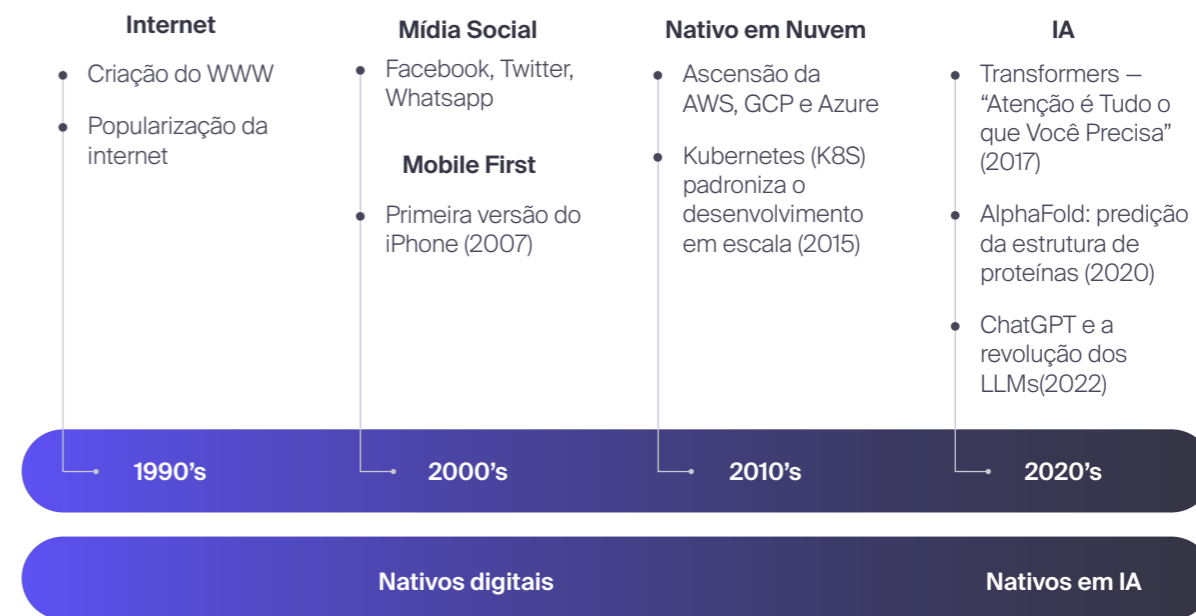 Internet
Criação do WWW
Popularização da
internet
Mídia Social
Facebook, Twitter,
Whatsapp
Mobile First
Primeira versão do
iPhone (2007)
Nativo em Nuvem
Ascensão da
AWS, GCP e Azure
Kubernetes (K8S)
padroniza o
desenvolvimento
em escala (2015)
IA
Transformers —
“Atenção é Tudo o
que Você Precisa”
(2017)
AlphaFold: predição
da estrutura de
proteínas (2020)
ChatGPT e a
revolução dos
LLMs(2022)
1990’s
2000’s
2010’s
2020’s
Nativos digitais
Nativos em IA